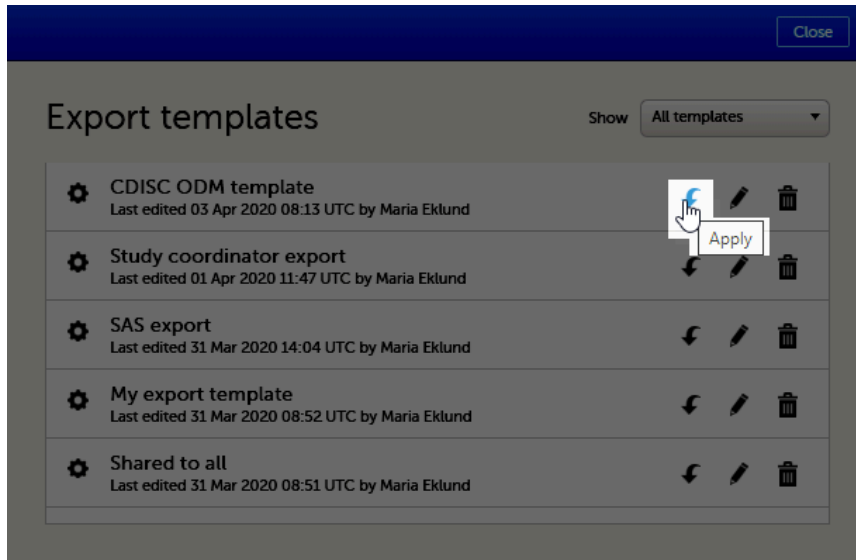 Close
Export templates
Show
All templates
CDISC ODM template
Last edited 03 Apr 2020 08:13 UTC by Maria Eklund
Apply
Study coordinator export
Last edited 01 Apr 2020 11:47 UTC by Maria Eklund
SAS export
Last edited 31 Mar 2020 14:04 UTC by Maria Eklund
My export template
Last edited 31 Mar 2020 08:52 UTC by Maria Eklund
Shared to all
Last edited 31 Mar 2020 08:51 UTC by Maria Eklund